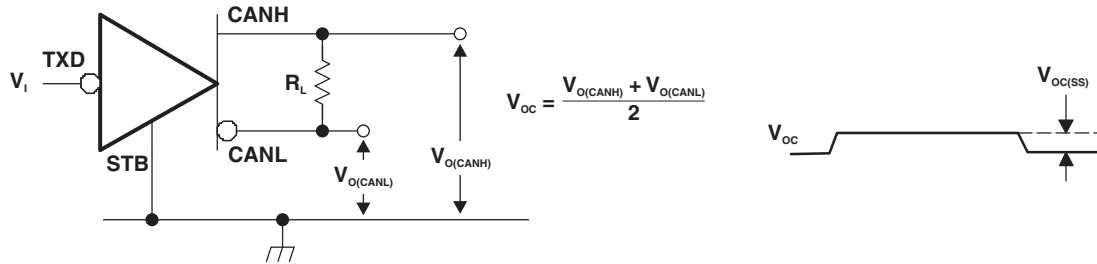 CANH
TXD
V_I
R_L
CANL
STB
V_O(CANL)
V_O(CANH)
V_OC = (V_O(CANH) + V_O(CANL)) / 2
V_OC(SS)
V_OC